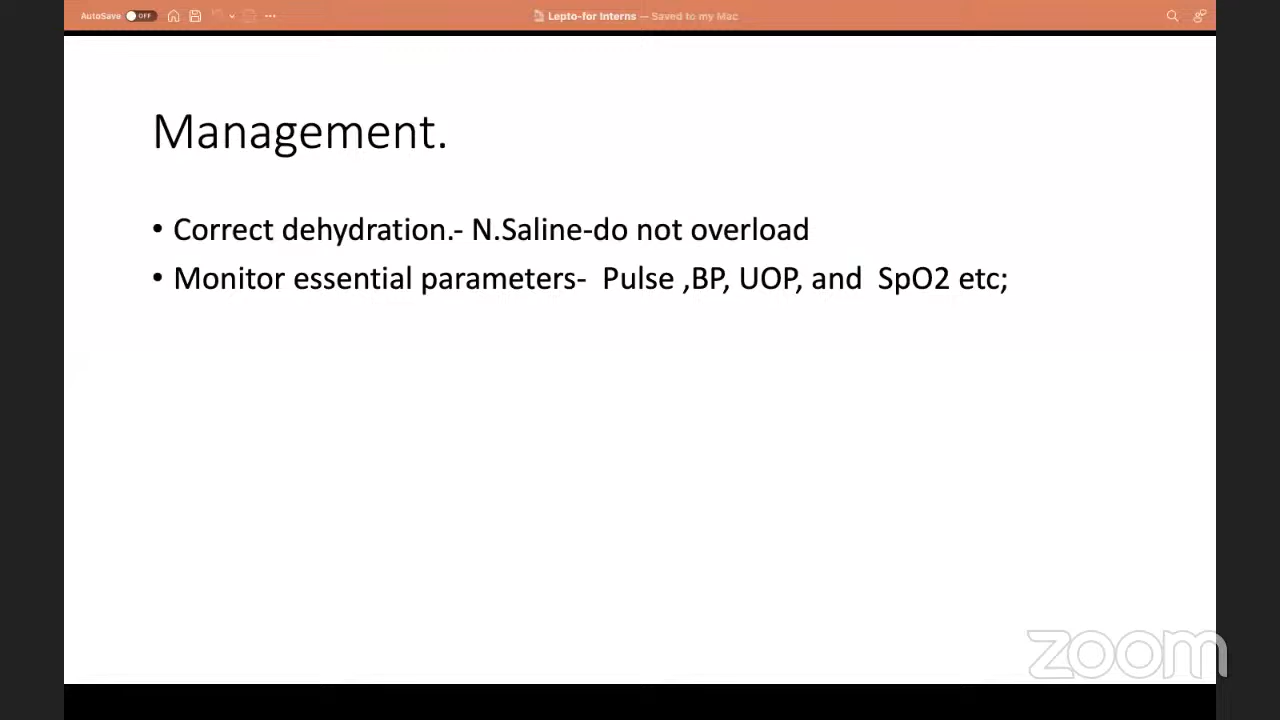 AutoSave OFF
Lepto-for Interns — Saved to my Mac
Management.
• Correct dehydration.- N.Saline-do not overload
• Monitor essential parameters-  Pulse ,BP, UOP, and  SpO2 etc;
zoom